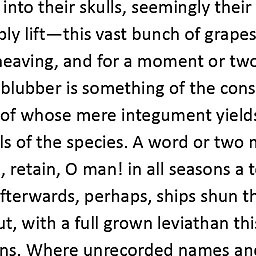 into their skulls, seemingly their
ply lift—this vast bunch of grapes
heaving, and for a moment or two
blubber is something of the cons
of whose mere integument yields
ls of the species. A word or two m
, retain, O man! in all seasons a te
fterwards, perhaps, ships shun th
ut, with a full grown leviathan this
ns. Where unrecorded names and